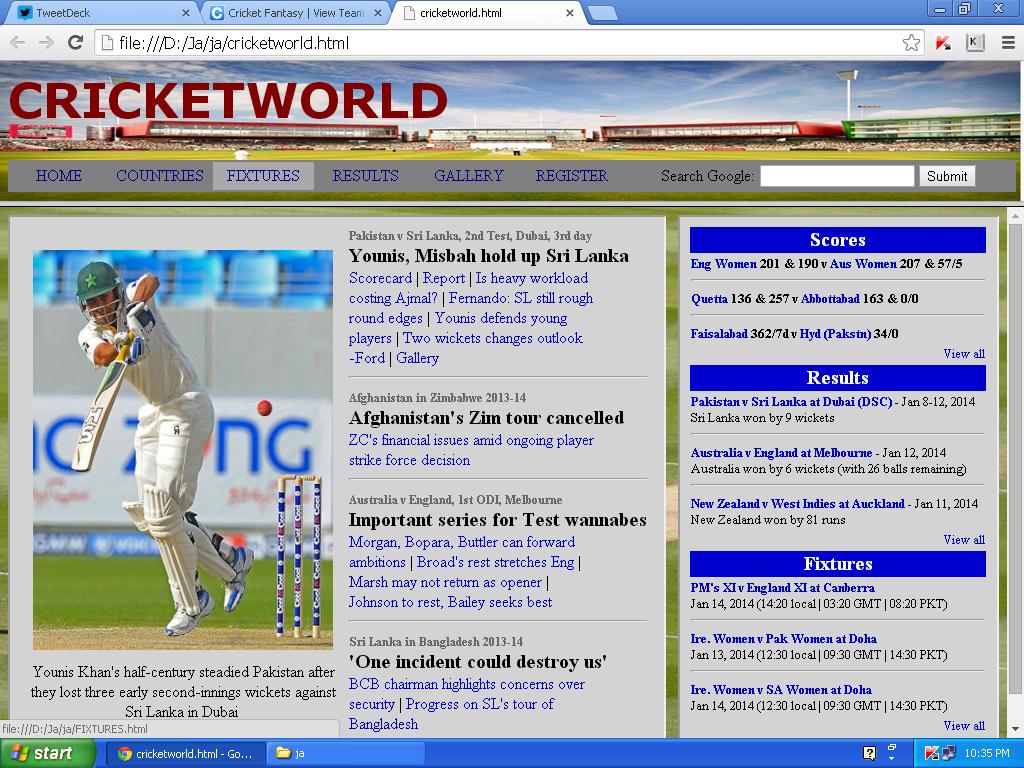 TweetDeck
Cricket Fantasy | View Team
cricketworld.html
file:///D:/Ja/ja/cricketworld.html
K
CRICKETWORLD
HOME COUNTRIES FIXTURES RESULTS GALLERY REGISTER Search Google: Submit
Younis Khan's half-century steadied Pakistan after
they lost three early second-innings wickets against
Sri Lanka in Dubai
Pakistan v Sri Lanka, 2nd Test, Dubai, 3rd day
Younis, Misbah hold up Sri Lanka
Scorecard | Report | Is heavy workload
costing Ajmal? | Fernando: SL still rough
round edges | Younis defends young
players | Two wickets changes outlook
-Ford | Gallery
Afghanistan in Zimbabwe 2013-14
Afghanistan's Zim tour cancelled
ZC's financial issues amid ongoing player
strike force decision
Australia v England, 1st ODI, Melbourne
Important series for Test wannabes
Morgan, Bopara, Buttler can forward
ambitions | Broad's rest stretches Eng |
Marsh may not return as opener |
Johnson to rest, Bailey seeks best
Sri Lanka in Bangladesh 2013-14
'One incident could destroy us'
BCB chairman highlights concerns over
security | Progress on SL's tour of
Bangladesh
Scores
Eng Women 201 & 190 v Aus Women 207 & 57/5
Quetta 136 & 257 v Abbottabad 163 & 0/0
Faisalabad 362/7d v Hyd (Pakstn) 34/0
View all
Results
Pakistan v Sri Lanka at Dubai (DSC) - Jan 8-12, 2014
Sri Lanka won by 9 wickets
Australia v England at Melbourne - Jan 12, 2014
Australia won by 6 wickets (with 26 balls remaining)
New Zealand v West Indies at Auckland - Jan 11, 2014
New Zealand won by 81 runs
View all
Fixtures
PM's XI v England XI at Canberra
Jan 14, 2014 (14:20 local | 03:20 GMT | 08:20 PKT)
Ire. Women v Pak Women at Doha
Jan 13, 2014 (12:30 local | 09:30 GMT | 14:30 PKT)
Ire. Women v SA Women at Doha
Jan 14, 2014 (12:30 local | 09:30 GMT | 14:30 PKT)
View all
file:///D:/Ja/ja/FIXTURES.html
start
cricketworld.html - Go...
ja
10:35 PM